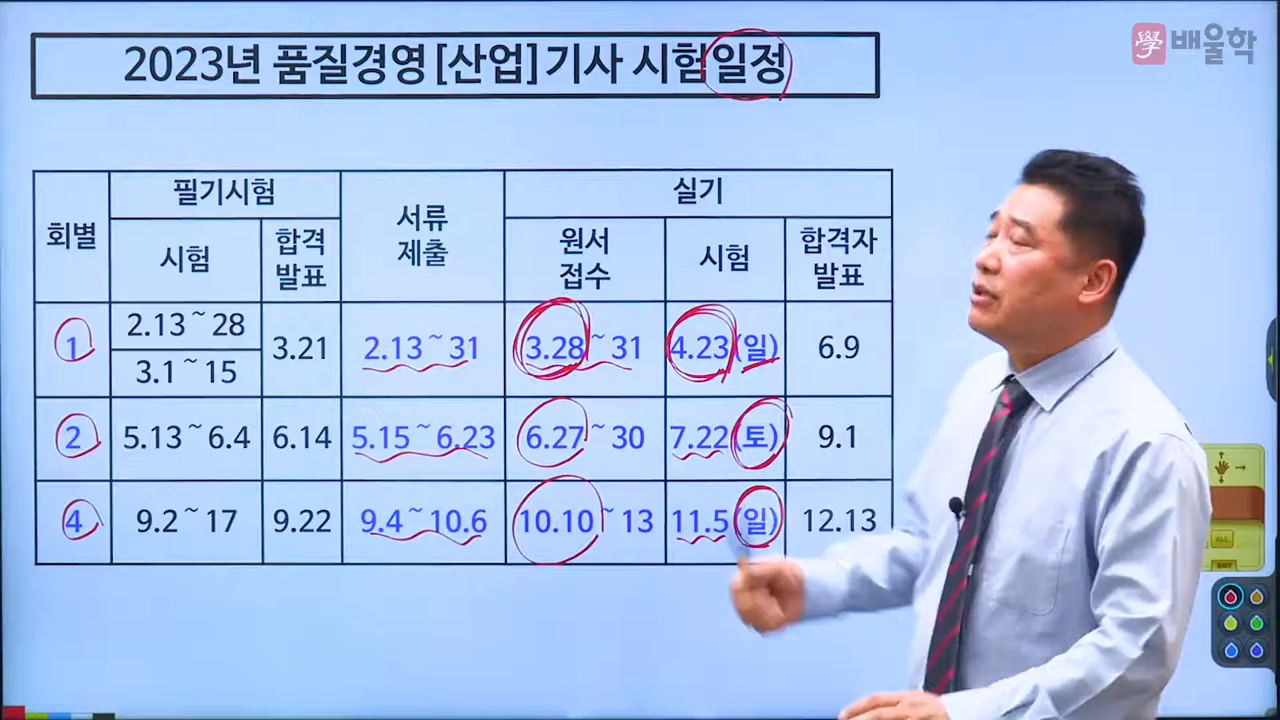 2023년 품질경영[산업]기사 시험일정
學 배울학
회별
필기시험
서류
제출
실기
시험
합격
발표
원서
접수
시험
합격자
발표
1
2.13 ~ 28
3.1 ~ 15
3.21
2.13 ~ 31
3.28 ~ 31
4.23(일)
6.9
2
5.13 ~ 6.4
6.14
5.15 ~ 6.23
6.27 ~ 30
7.22(토)
9.1
4
9.2 ~ 17
9.22
9.4 ~ 10.6
10.10 ~ 13
11.5(일)
12.13
ALL